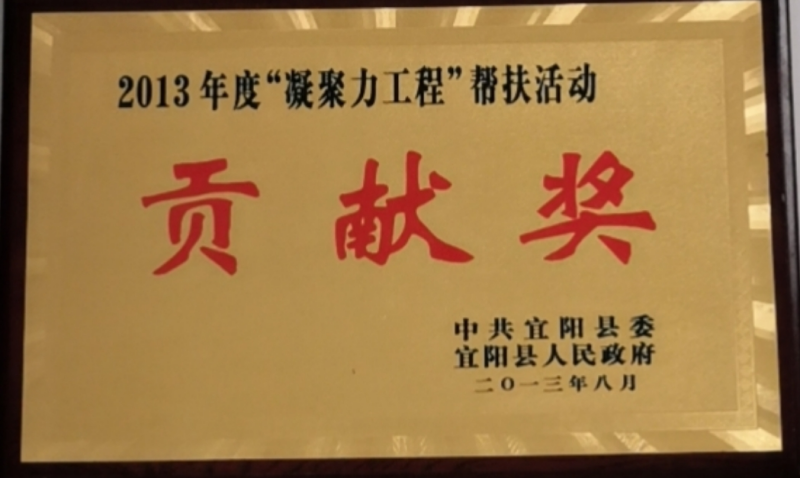 2013年度“凝聚力工程”帮扶活动
贡献奖
中共宜阳县委
宜阳县人民政府
二〇一三年八月